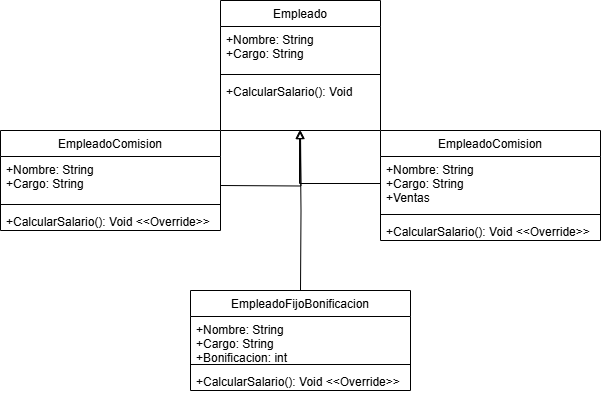 Empleado
+Nombre: String
+Cargo: String
+CalcularSalario(): Void
EmpleadoComision
+Nombre: String
+Cargo: String
+CalcularSalario(): Void <<Override>>
EmpleadoComision
+Nombre: String
+Cargo: String
+Ventas
+CalcularSalario(): Void <<Override>>
EmpleadoFijoBonificacion
+Nombre: String
+Cargo: String
+Bonificacion: int
+CalcularSalario(): Void <<Override>>